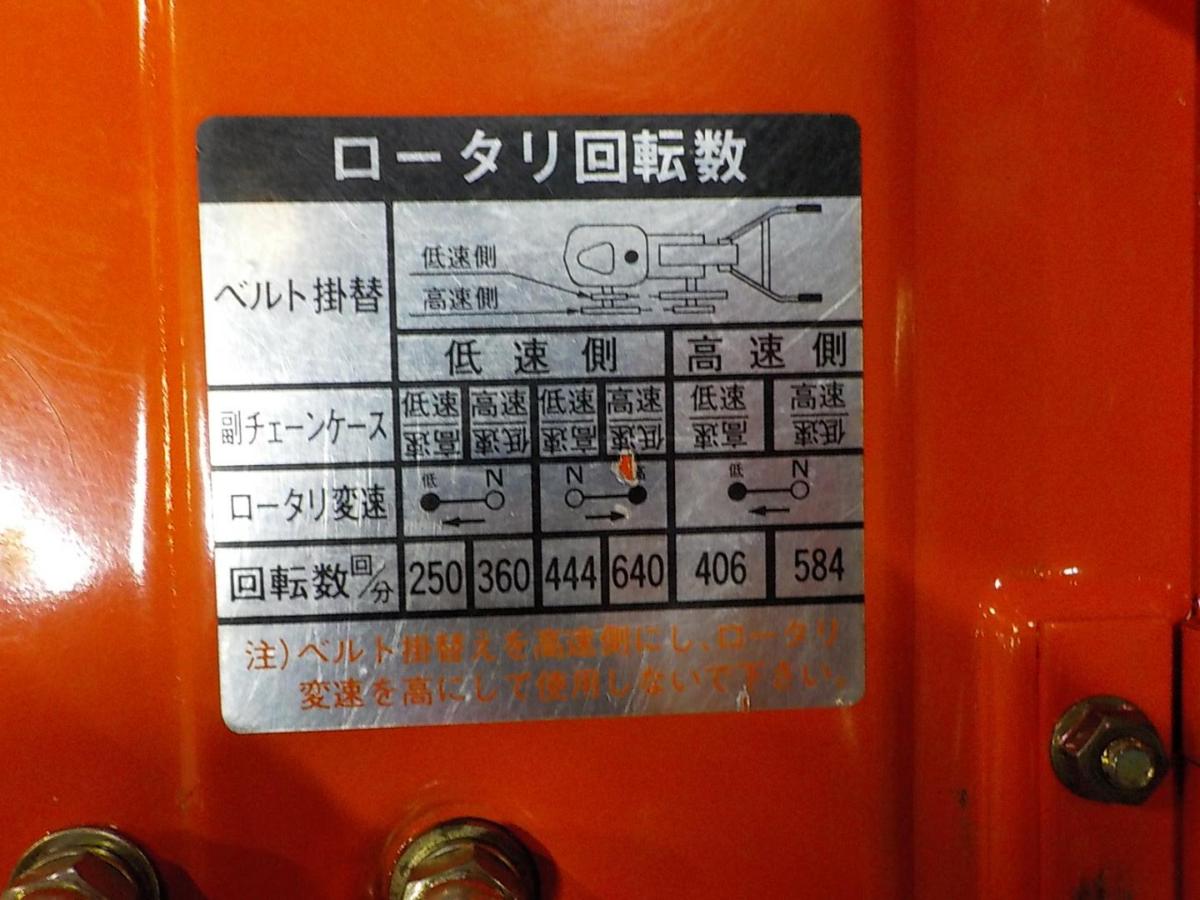 ロータリ回転数
ベルト掛替
低速側
高速側
低速側 高速側
副チェーンケース 低速 高速 高速 低速 低速 高速 高速 低速 低速 高速 高速 低速
ロータリ変速 低 N N 高 低 N
回転数 回/分 250 360 444 640 406 584
注)ベルト掛替えを高速側にし、ロータリ
変速を高にして使用しないで下さい。